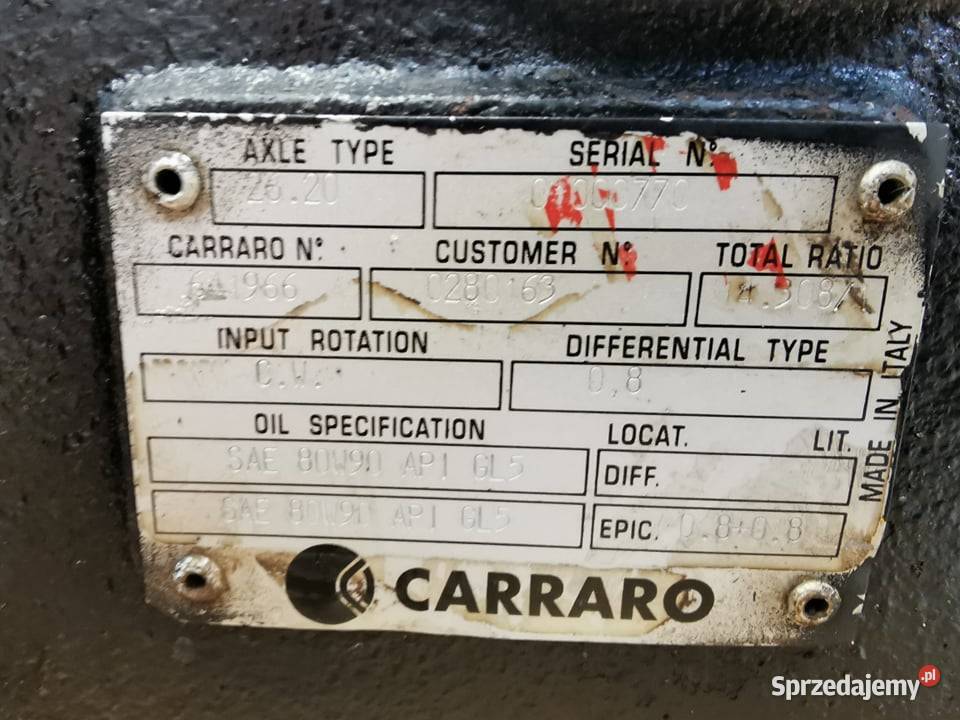 AXLE TYPE SERIAL N°
26.20
CARRARO N° CUSTOMER N° TOTAL RATIO
0280163
INPUT ROTATION DIFFERENTIAL TYPE
C.W. 0,8
OIL SPECIFICATION LOCAT. LIT.
SAE 80W90 API GL5 DIFF.
SAE 80W90 API GL5 EPIC. 0.8+0.8
MADE IN ITALY
CARRARO
Sprzedajemy.pl